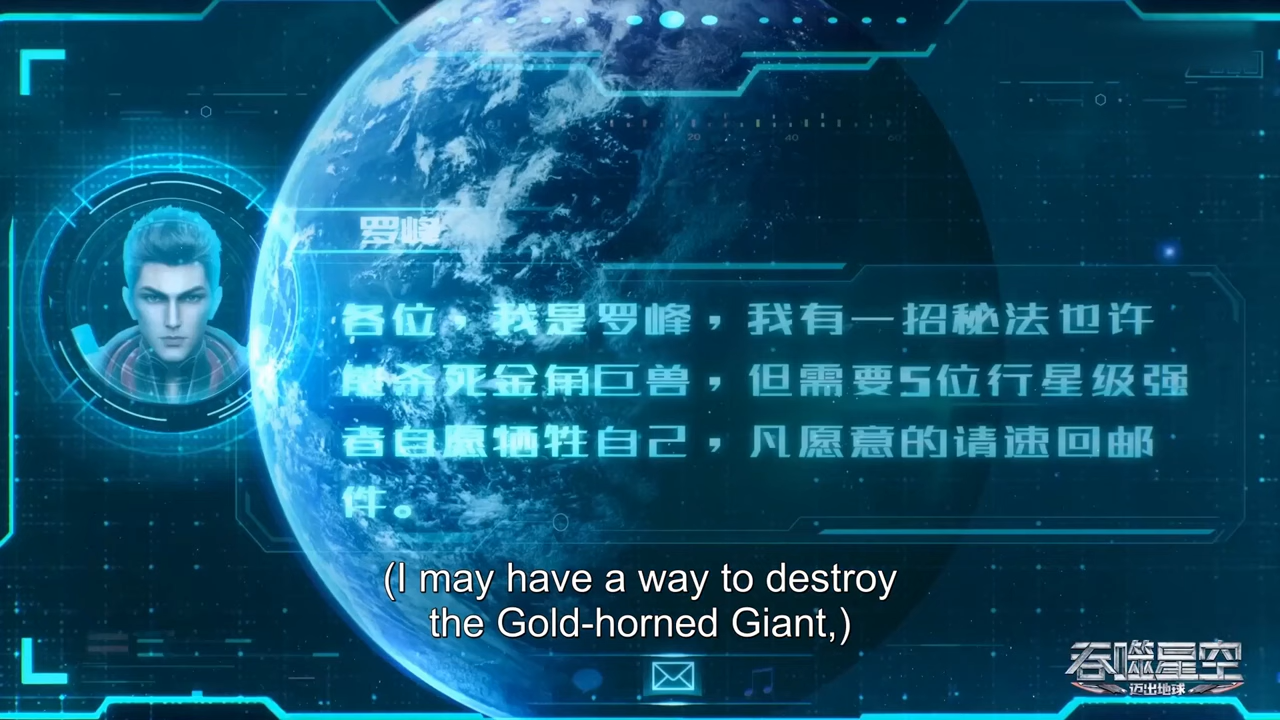 20 40 60
罗峰
各位，我是罗峰，我有一招秘法也许
能杀死金角巨兽，但需要5位行星级强
者自愿牺牲自己，凡愿意的请速回邮
件。
(I may have a way to destroy
the Gold-horned Giant,)
吞噬星空
迈出地球